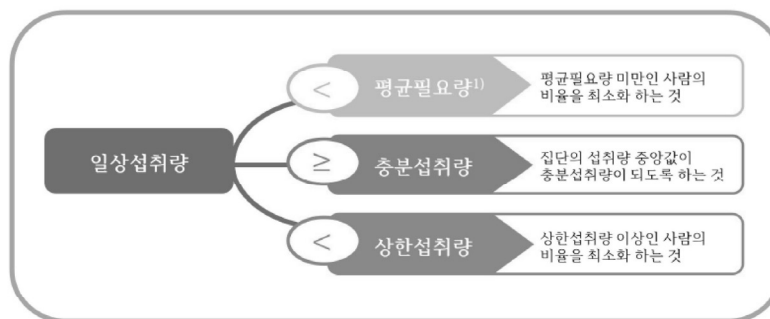 < 평균필요량1) 평균필요량 미만인 사람의
비율을 최소화 하는 것
일상섭취량
≥ 충분섭취량 집단의 섭취량 중앙값이
충분섭취량이 되도록 하는 것
< 상한섭취량 상한섭취량 이상인 사람의
비율을 최소화 하는 것